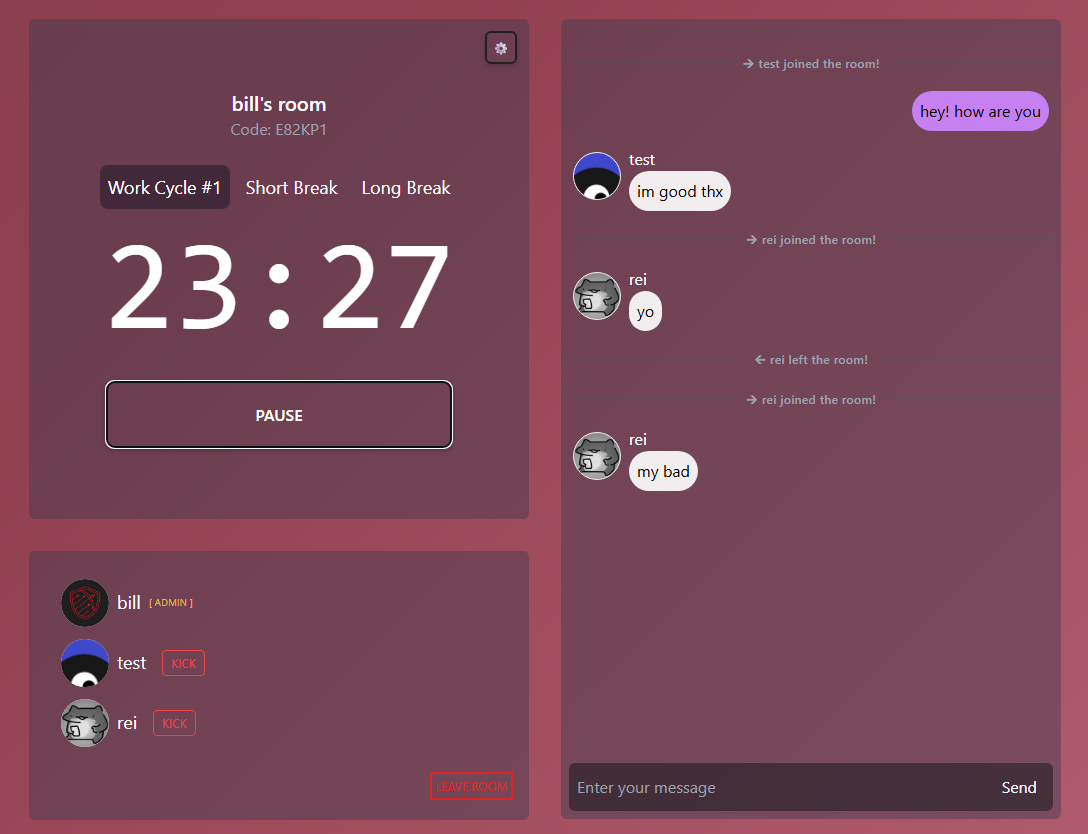 bill's room
Code: E82KP1
Work Cycle #1 Short Break Long Break
23:27
PAUSE
bill [ ADMIN ]
test KICK
rei KICK
LEAVE ROOM
→ test joined the room!
hey! how are you
test
im good thx
→ rei joined the room!
rei
yo
← rei left the room!
→ rei joined the room!
rei
my bad
Enter your message Send